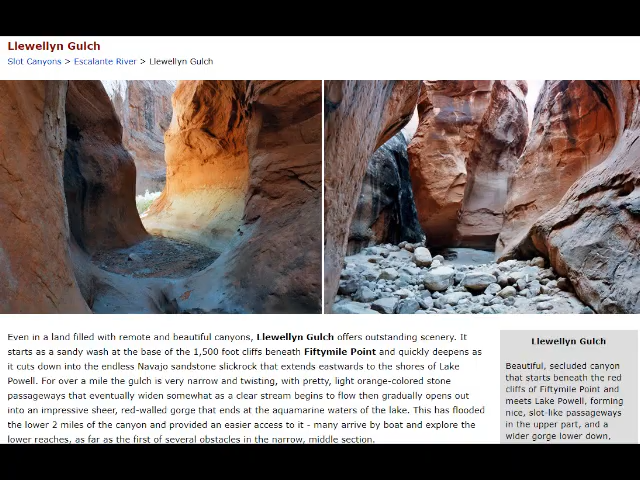 Llewellyn Gulch
Slot Canyons > Escalante River > Llewellyn Gulch
Even in a land filled with remote and beautiful canyons, Llewellyn Gulch offers outstanding scenery. It
starts as a sandy wash at the base of the 1,500 foot cliffs beneath Fiftymile Point and quickly deepens as
it cuts down into the endless Navajo sandstone slickrock that extends eastwards to the shores of Lake
Powell. For over a mile the gulch is very narrow and twisting, with pretty, light orange-colored stone
passageways that eventually widen somewhat as a clear stream begins to flow then gradually opens out
into an impressive sheer, red-walled gorge that ends at the aquamarine waters of the lake. This has flooded
the lower 2 miles of the canyon and provided an easier access to it - many arrive by boat and explore the
lower reaches, as far as the first of several obstacles in the narrow, middle section.
Llewellyn Gulch
Beautiful, secluded canyon
that starts beneath the red
cliffs of Fiftymile Point and
meets Lake Powell, forming
nice, slot-like passageways
in the upper part, and a
wider gorge lower down,